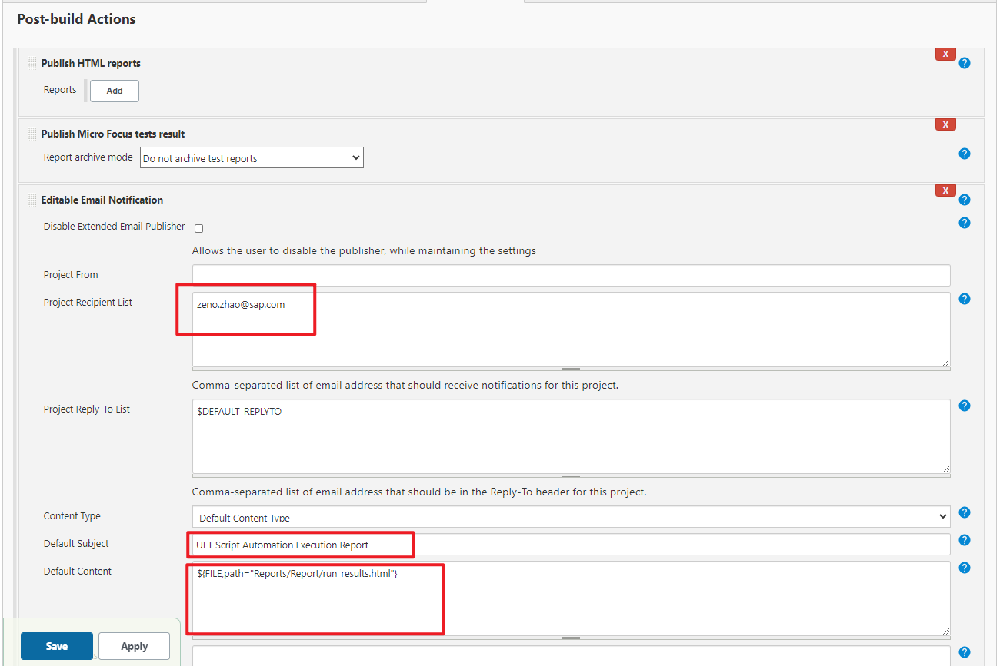 Post-build Actions
Publish HTML reports
X
?
Reports
Add
Publish Micro Focus tests result
X
Report archive mode
Do not archive test reports
?
Editable Email Notification
X
?
Disable Extended Email Publisher
?
Allows the user to disable the publisher, while maintaining the settings
Project From
Project Recipient List
zeno.zhao@sap.com
?
Comma-separated list of email address that should receive notifications for this project.
Project Reply-To List
$DEFAULT_REPLYTO
?
Comma-separated list of email address that should be in the Reply-To header for this project.
Content Type
Default Content Type
?
Default Subject
UFT Script Automation Execution Report
?
Default Content
${FILE,path="Reports/Report/run_results.html"}
?
Save
Apply
?